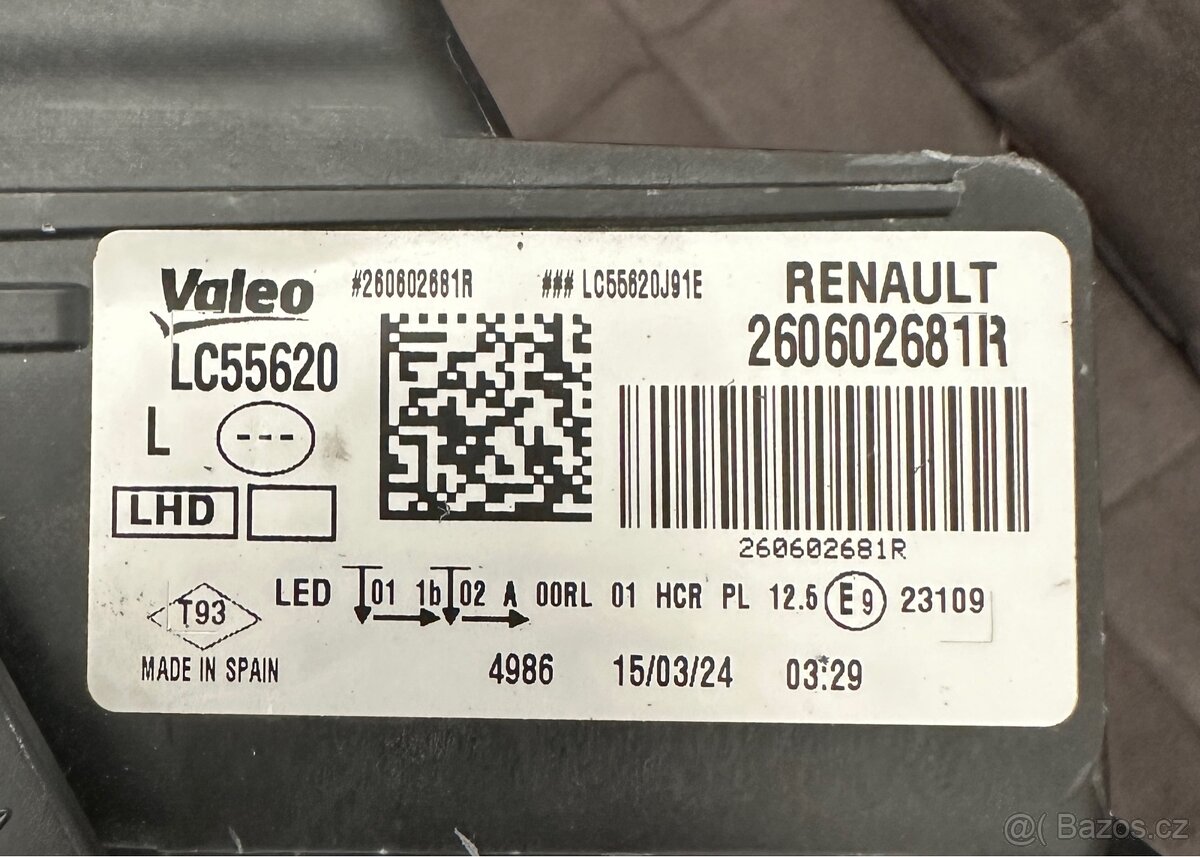 Valeo #260602681R ### LC55620J91E RENAULT
LC55620 260602681R
L ---
LHD
260602681R
T93 LED 01 1b 02 A 00RL 01 HCR PL 12.5 E9 23109
MADE IN SPAIN 4986 15/03/24 03:29
@( Bazos.cz